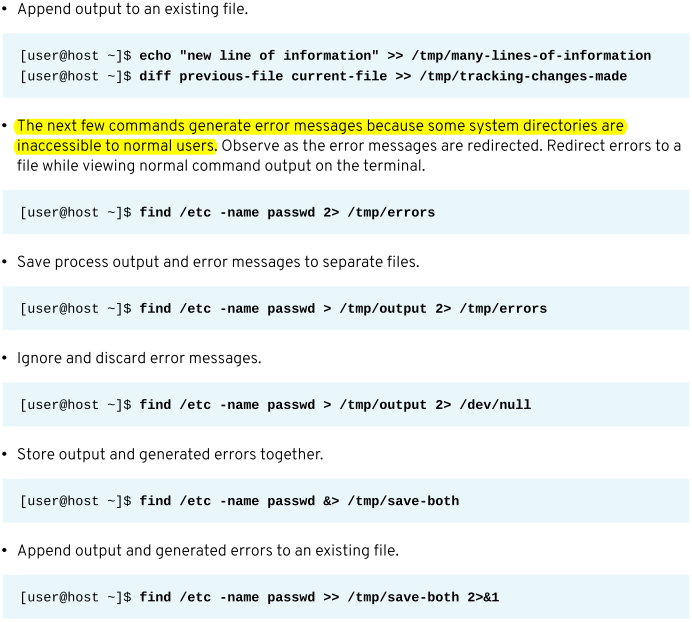 • Append output to an existing file.
[user@host ~]$ echo "new line of information" >> /tmp/many-lines-of-information
[user@host ~]$ diff previous-file current-file >> /tmp/tracking-changes-made
• The next few commands generate error messages because some system directories are
inaccessible to normal users. Observe as the error messages are redirected. Redirect errors to a
file while viewing normal command output on the terminal.
[user@host ~]$ find /etc -name passwd 2> /tmp/errors
• Save process output and error messages to separate files.
[user@host ~]$ find /etc -name passwd > /tmp/output 2> /tmp/errors
• Ignore and discard error messages.
[user@host ~]$ find /etc -name passwd > /tmp/output 2> /dev/null
• Store output and generated errors together.
[user@host ~]$ find /etc -name passwd &> /tmp/save-both
• Append output and generated errors to an existing file.
[user@host ~]$ find /etc -name passwd >> /tmp/save-both 2>&1